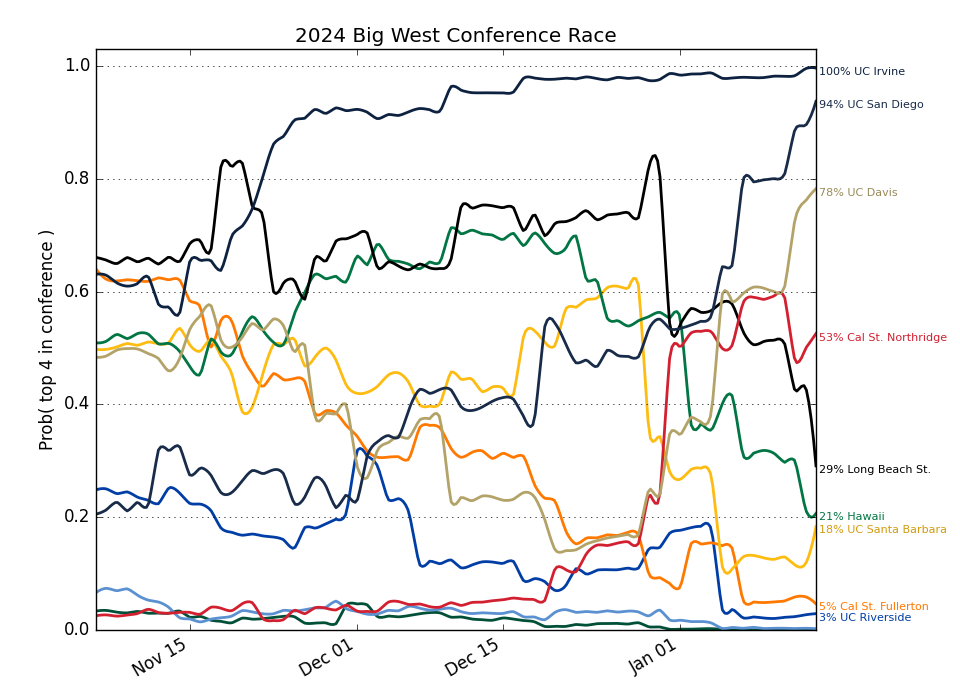 2024 Big West Conference Race
Prob( top 4 in conference )
1.0
0.8
0.6
0.4
0.2
0.0
Nov 15
Dec 01
Dec 15
Jan 01
100% UC Irvine
94% UC San Diego
78% UC Davis
53% Cal St. Northridge
29% Long Beach St.
21% Hawaii
18% UC Santa Barbara
5% Cal St. Fullerton
3% UC Riverside